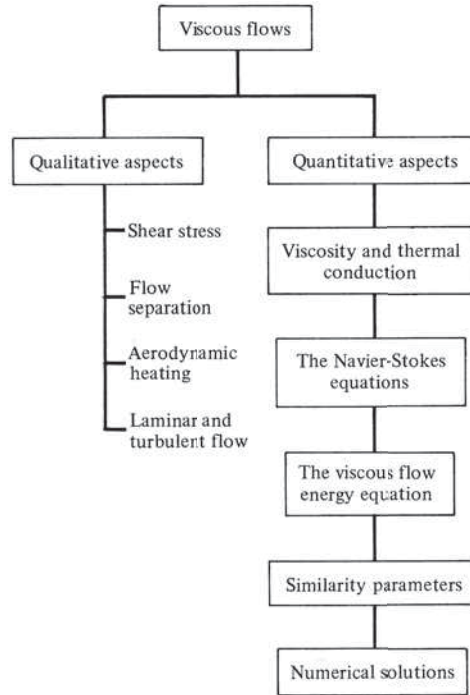 Viscous flows
Qualitative aspects
Shear stress
Flow
separation
Aerodynamic
heating
Laminar and
turbulent flow
Quantitative aspects
Viscosity and thermal
conduction
The Navier-Stokes
equations
The viscous flow
energy equation
Similarity parameters
Numerical solutions